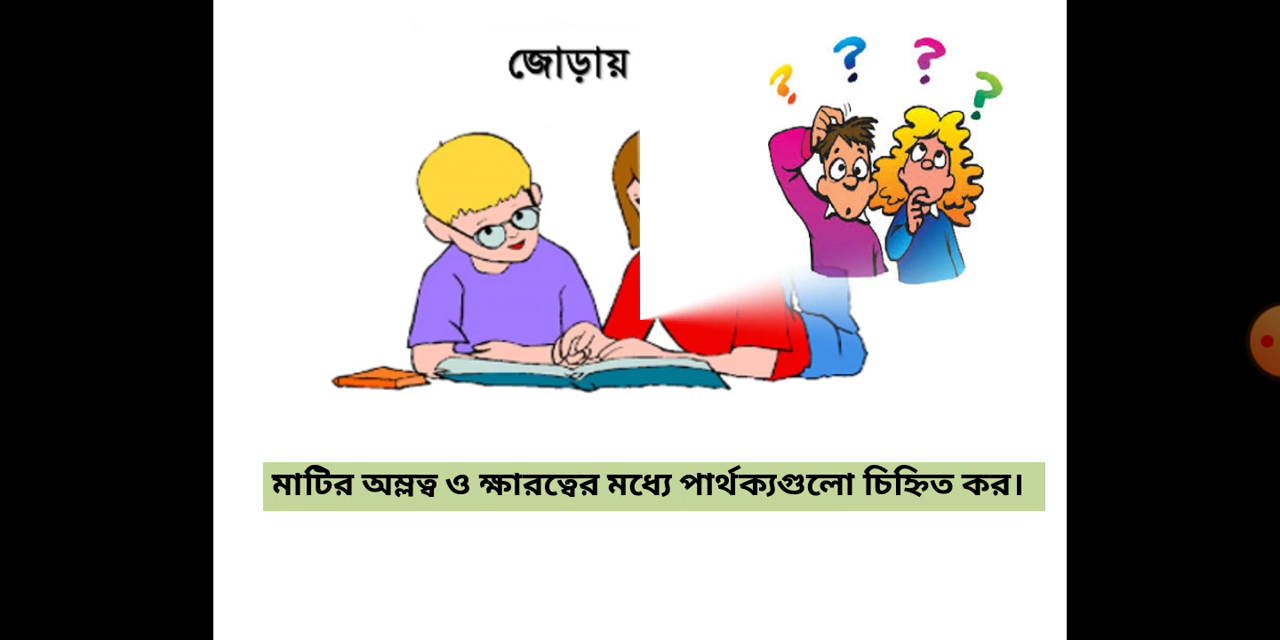 জোড়ায়
মাটির অম্লত্ব ও ক্ষারত্বের মধ্যে পার্থক্যগুলো চিহ্নিত কর।